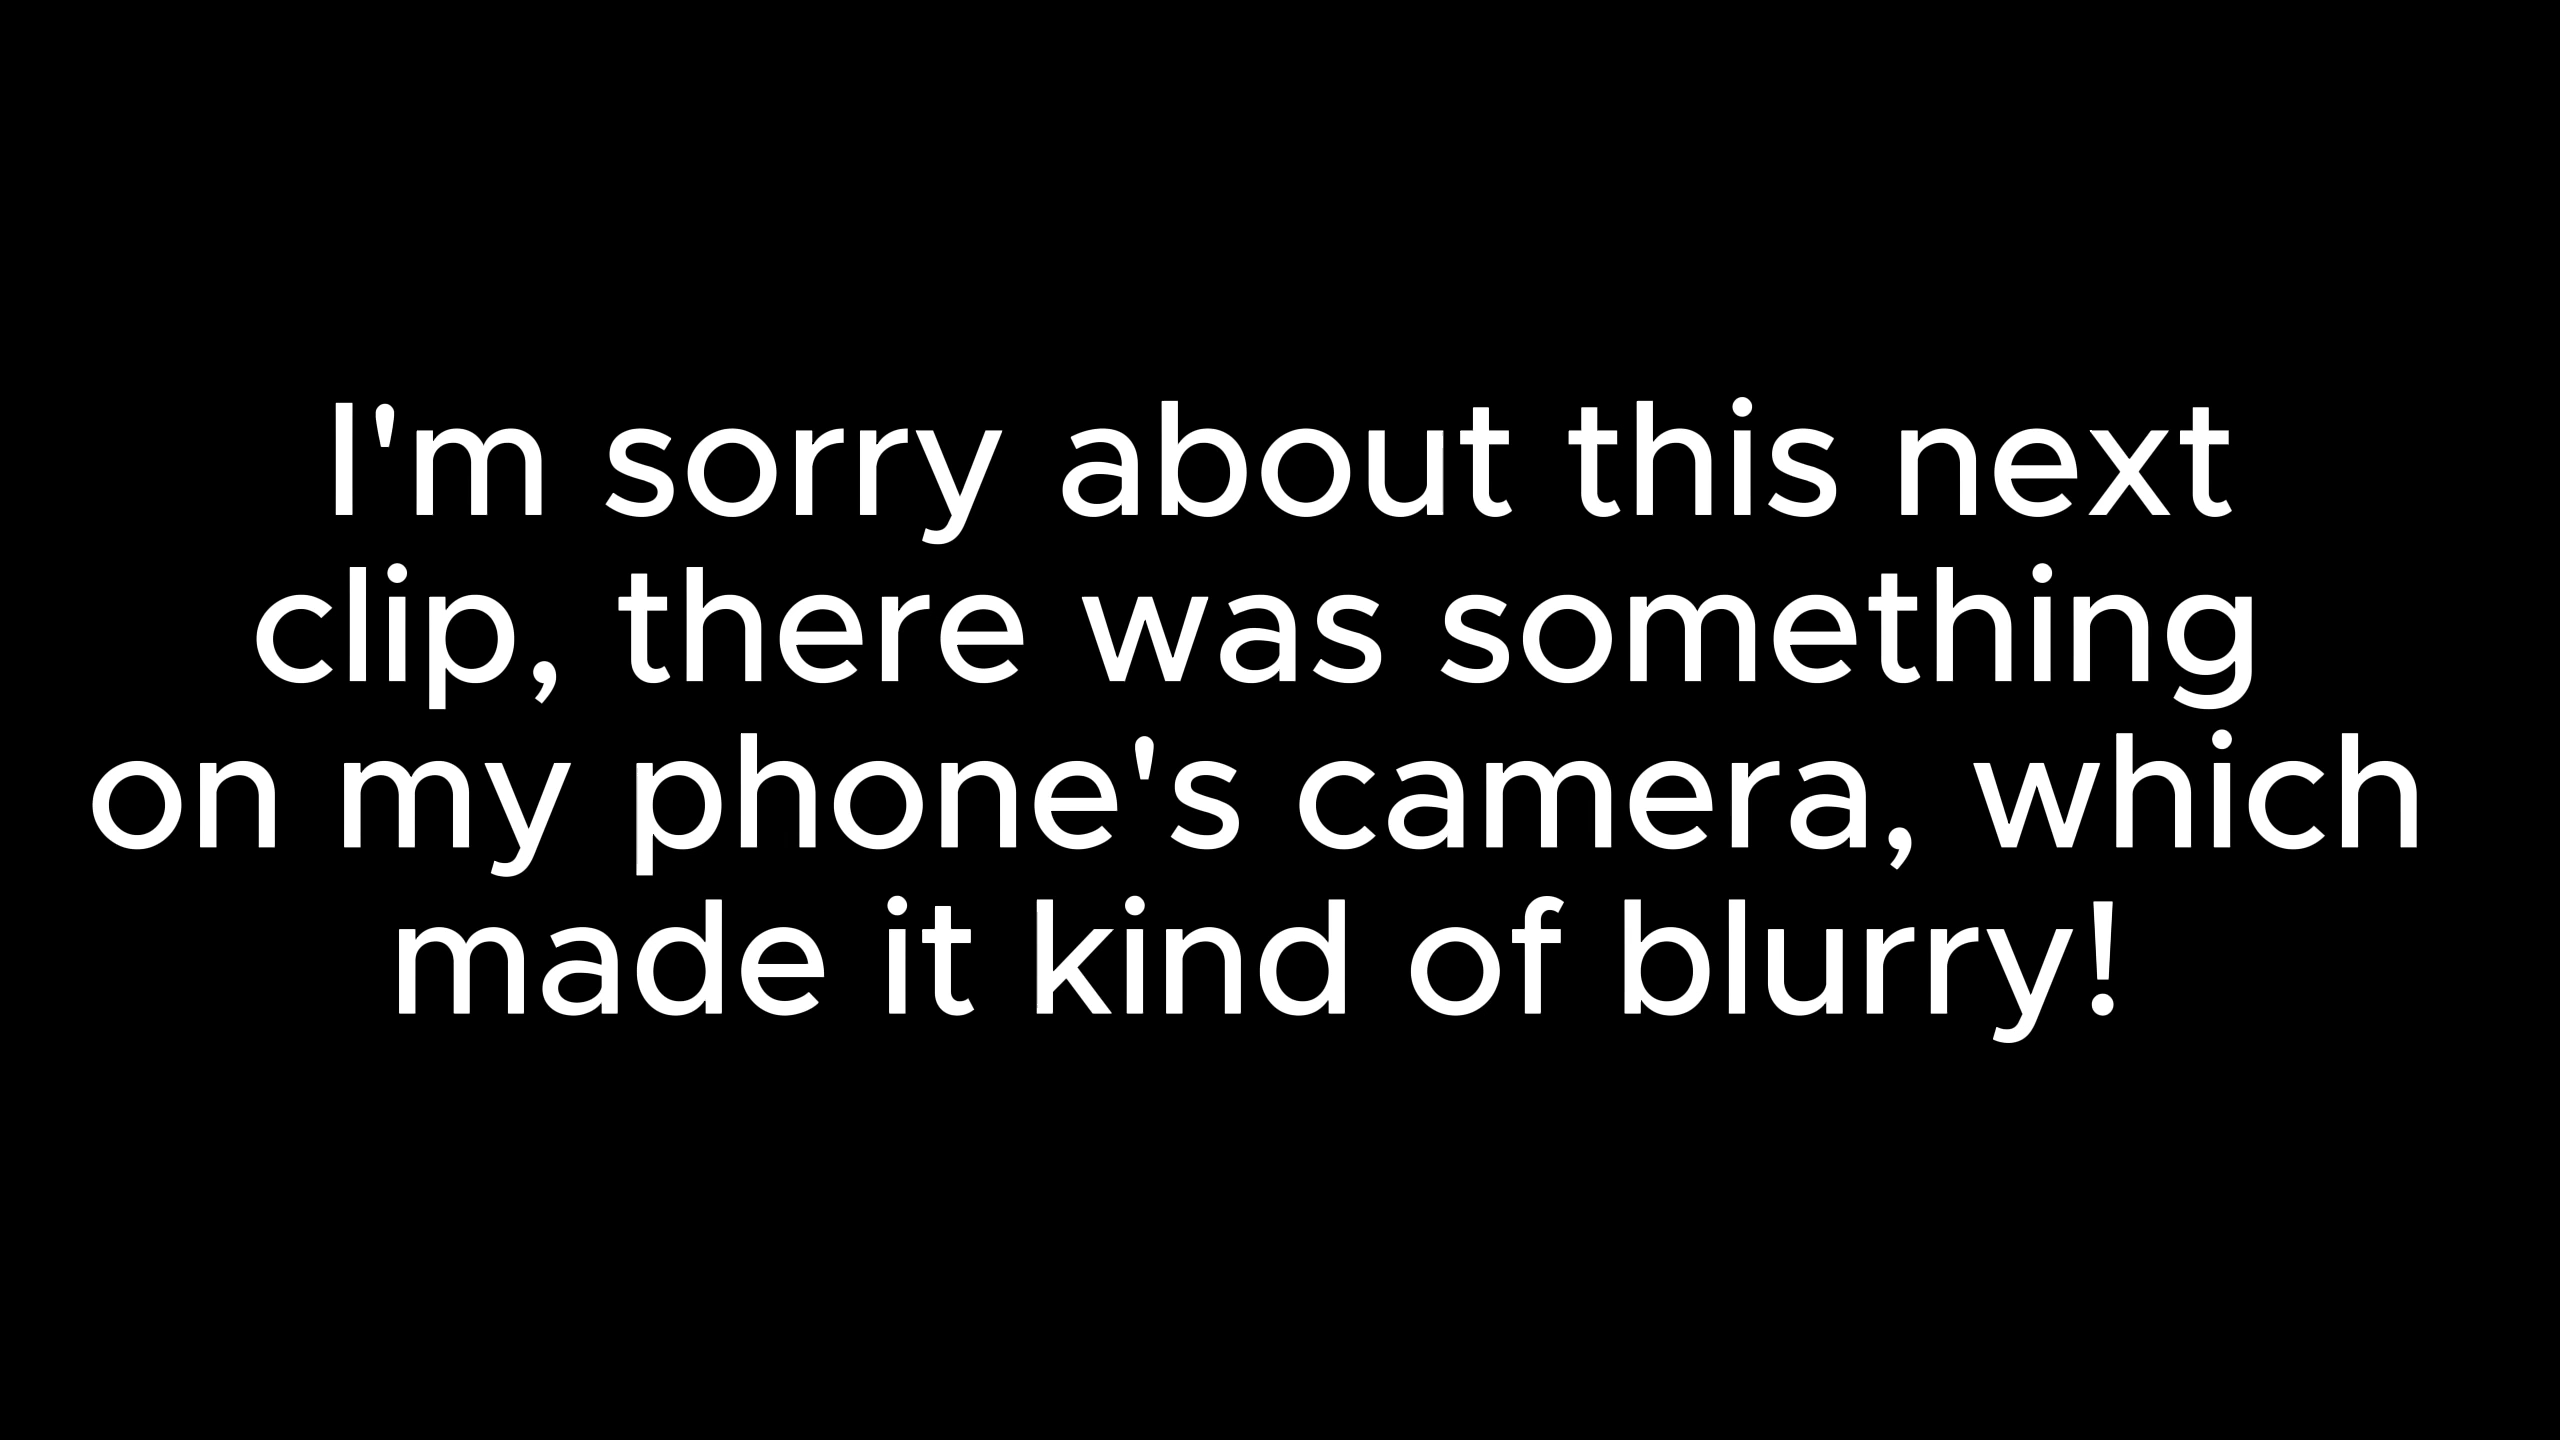 I'm sorry about this next
clip, there was something
on my phone's camera, which
made it kind of blurry!